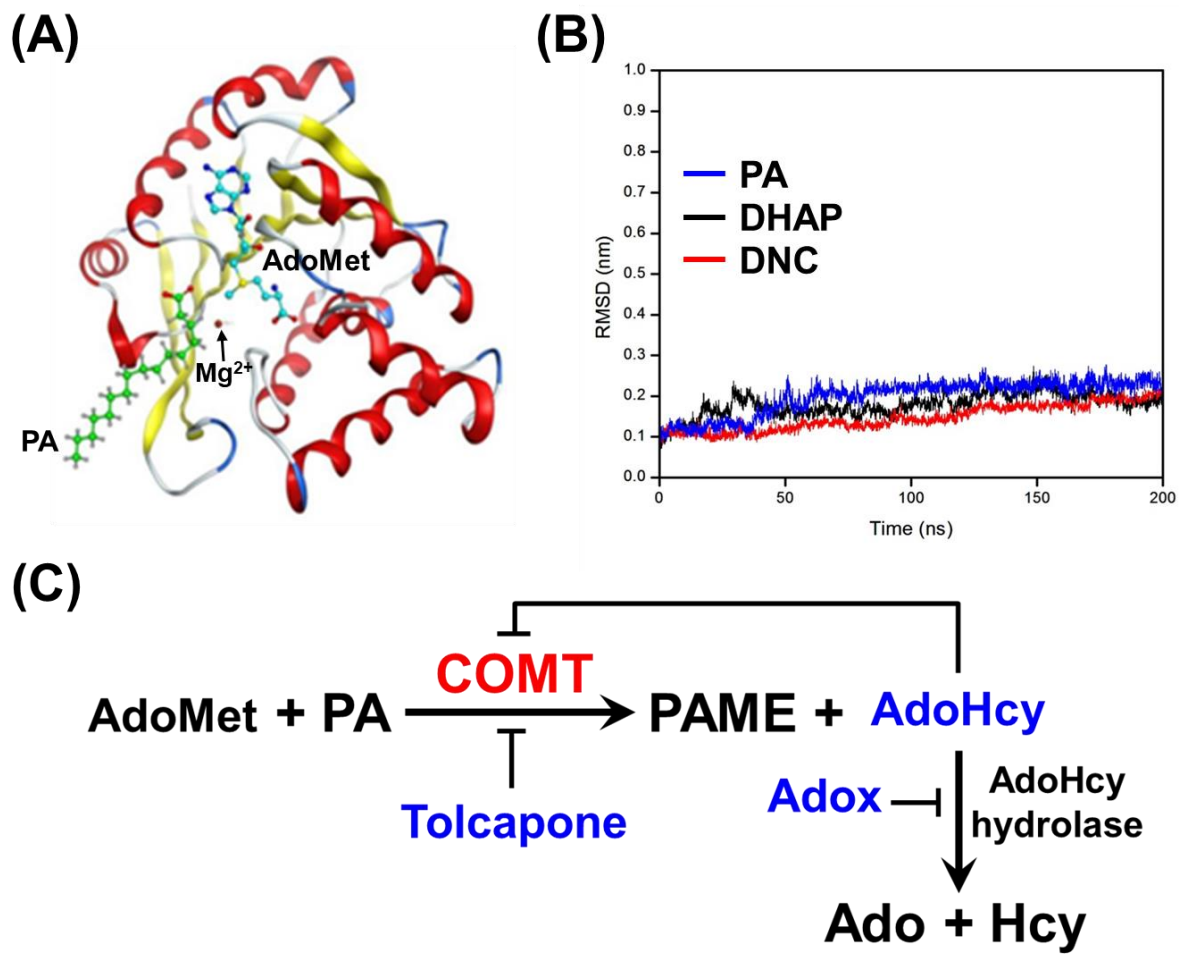 (A)
AdoMet
Mg²⁺
PA
(B)
RMSD (nm)
1.0
0.9
0.8
0.7
0.6
0.5
0.4
0.3
0.2
0.1
0.0
PA
DHAP
DNC
0 50 100 150 200
Time (ns)
(C)
COMT
AdoMet + PA PAME + AdoHcy
Tolcapone
Adox
AdoHcy
hydrolase
Ado + Hcy